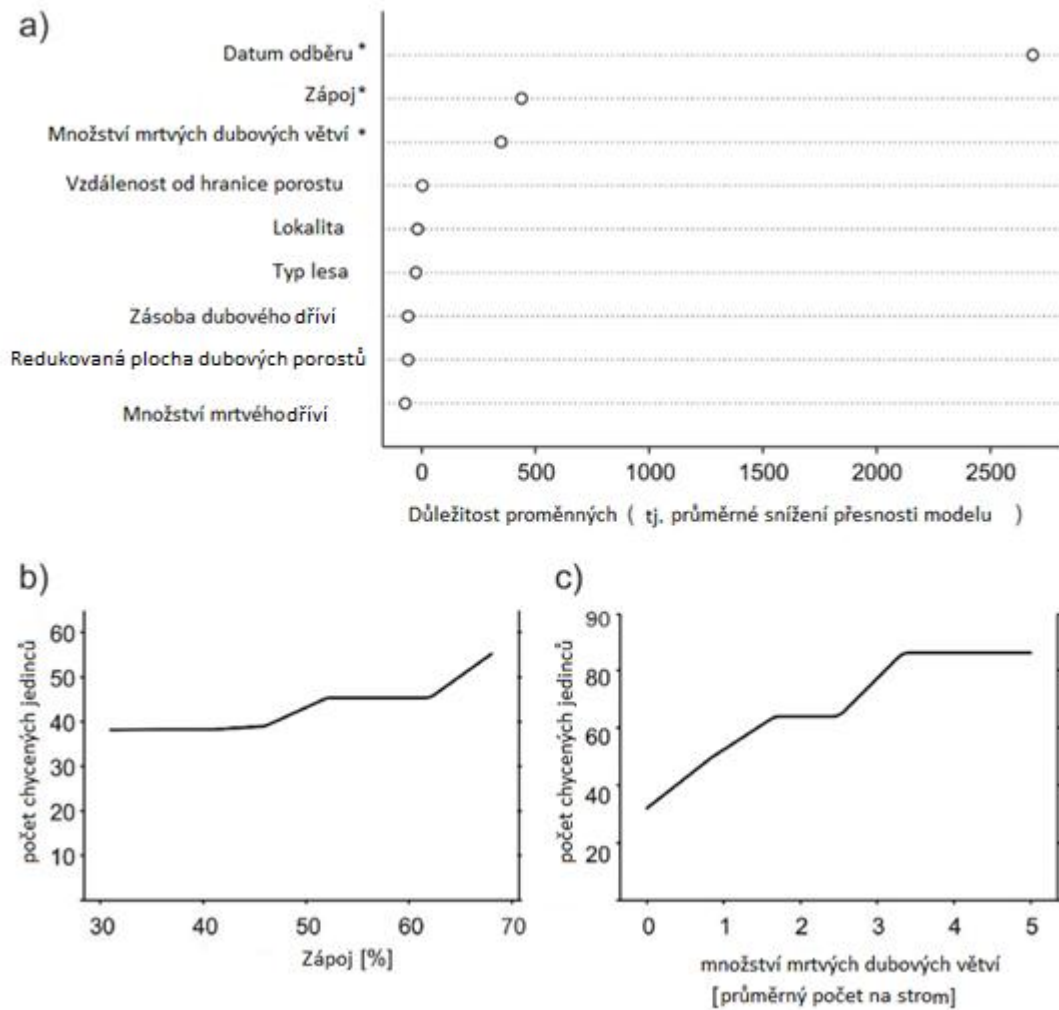 a)
Datum odběru *
Zápoj*
Množství mrtvých dubových větví *
Vzdálenost od hranice porostu
Lokalita
Typ lesa
Zásoba dubového dříví
Redukovaná plocha dubových porostů
Množství mrtvého dříví
0 500 1000 1500 2000 2500
Důležitost proměnných ( tj. průměrné snížení přesnosti modelu )
b)
počet chycených jedinců
60
50
40
30
20
10
30 40 50 60 70
Zápoj [%]
c)
počet chycených jedinců
90
80
60
40
20
0 1 2 3 4 5
množství mrtvých dubových větví
[průměrný počet na strom]